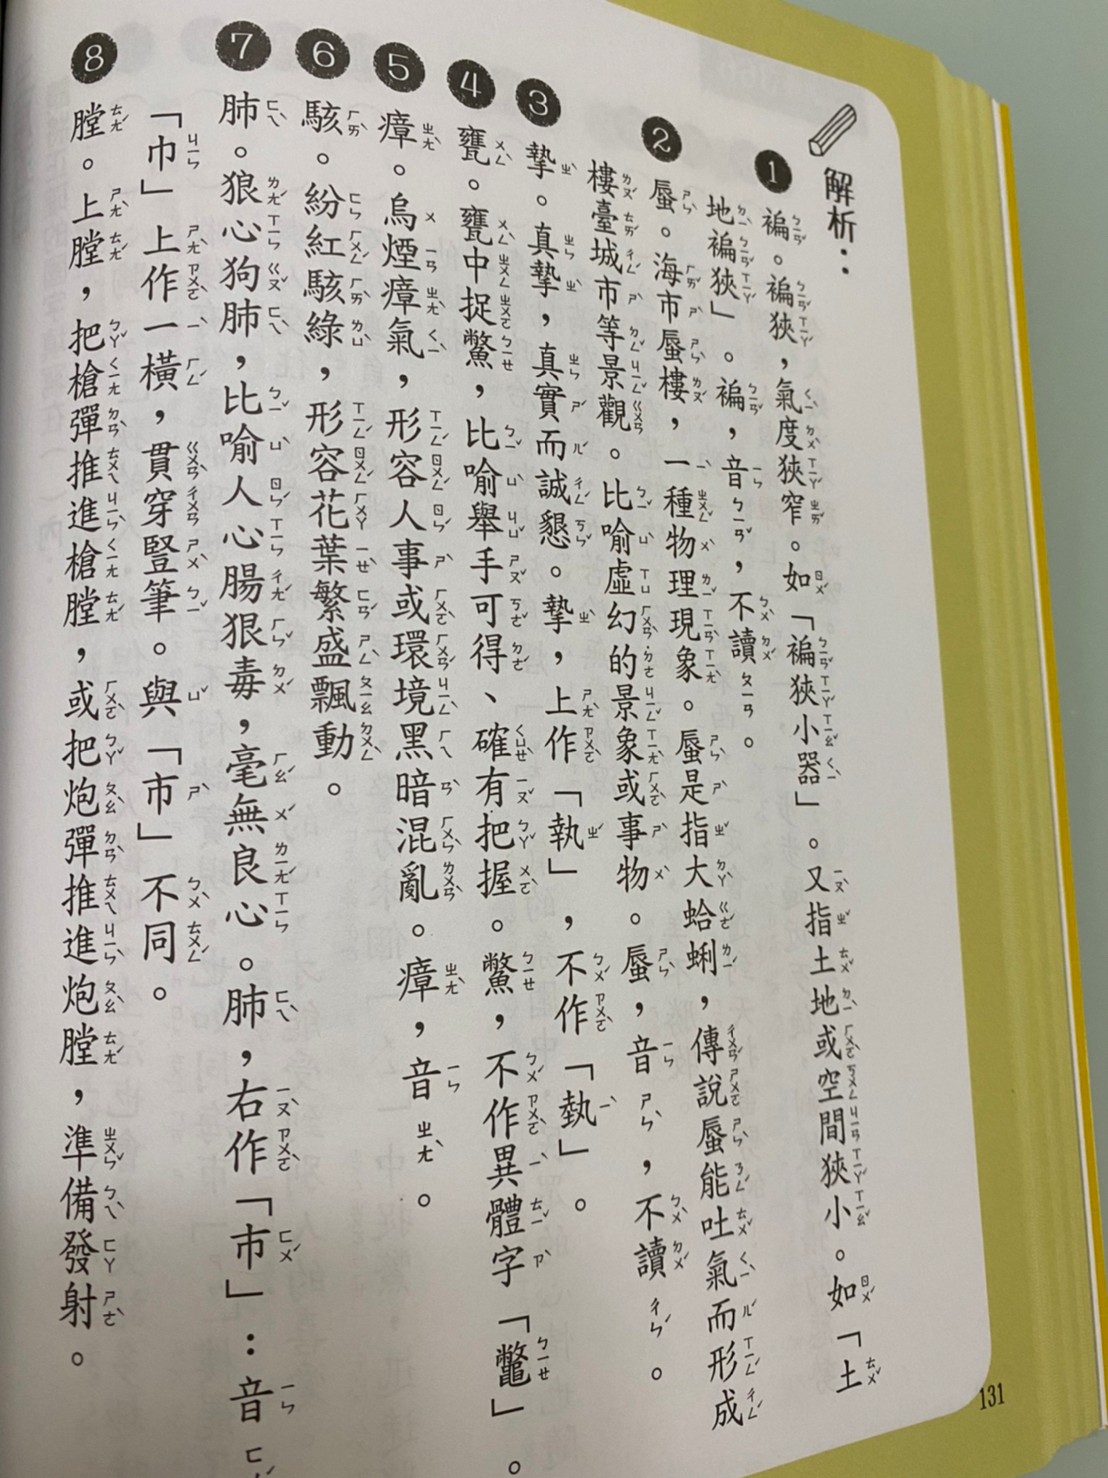 解析：
1 褊。褊狹，氣度狹窄。如「褊狹小器」。又指土地或空間狹小。如「土
地褊狹」。褊，音ㄅㄧㄢˇ，不讀ㄆㄧㄢ。
2 蜃。海市蜃樓，一種物理現象。蜃是指大蛤蜊，傳說蜃能吐氣而形成
樓臺城市等景觀。比喻虛幻的景象或事物。蜃，音ㄕㄣˋ，不讀ㄔㄣˊ。
3 摯。真摯，真實而誠懇。摯，上作「執」，不作「埶」。
4 甕。甕中捉鱉，比喻舉手可得、確有把握。鱉，不作異體字「鼈」。
5 瘴。烏煙瘴氣，形容人事或環境黑暗混亂。瘴，音ㄓㄤˋ。
6 駭。紛紅駭綠，形容花葉繁盛飄動。
7 肺。狼心狗肺，比喻人心腸狠毒，毫無良心。肺，右作「巿」：音ㄈㄨˊ
「巾」上作一橫，貫穿豎筆。與「市」不同。
8 膛。上膛，把槍彈推進槍膛，或把炮彈推進炮膛，準備發射。
131